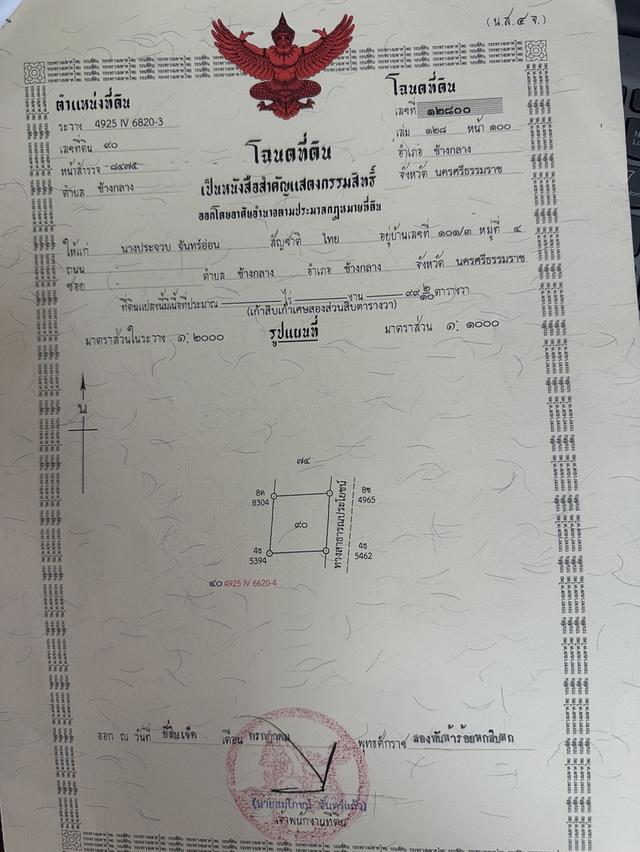 (น.ส.๔ จ.)
ตำแหน่งที่ดิน
ระวาง 4925 IV 6820-3
เลขที่ดิน ๙๐
หน้าสำรวจ ๘๔๗๕
ตำบล ช้างกลาง
โฉนดที่ดิน
เลขที่ ๑๒๘๐๐
เล่ม ๑๒๘ หน้า ๑๐๐
อำเภอ ช้างกลาง
จังหวัด นครศรีธรรมราช
โฉนดที่ดิน
เป็นหนังสือสำคัญแสดงกรรมสิทธิ์
ออกโดยอาศัยอำนาจตามประมวลกฎหมายที่ดิน
ให้แก่ นางประจวบ จันทร์อ่อน สัญชาติ ไทย อยู่บ้านเลขที่ ๑๐๑/๓ หมู่ที่ ๔
ถนน - ตำบล ช้างกลาง อำเภอ ช้างกลาง จังหวัด นครศรีธรรมราช
ซอย -
ที่ดินแปลงนี้มีเนื้อที่ประมาณ ไร่ งาน ๙๙ ๒/๑๐ ตารางวา
(เก้าสิบเก้าเศษสองส่วนสิบตารางวา)
มาตราส่วนในระวาง ๑: ๒๐๐๐ รูปแผนที่ มาตราส่วน ๑: ๑๐๐๐
น
๗๔
8ค
8304
8ช
4965
๙๐
ทางสาธารณประโยชน์
4ธ
5394
4ธ
5462
๔๐ 4925 IV 6620-4
ออก ณ วันที่ ยี่สิบเจ็ด เดือน กรกฎาคม พุทธศักราช สองพันห้าร้อยหกสิบหก
เจ้าพนักงานที่ดิน